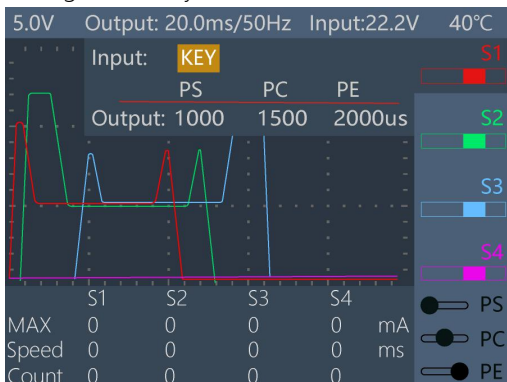 5.0V Output: 20.0ms/50Hz Input:22.2V 40℃
Input: KEY
PS PC PE
Output: 1000 1500 2000us
S1
S2
S3
S4
S1 S2 S3 S4
MAX 0 0 0 0 mA
Speed 0 0 0 0 ms
Count 0 0 0 0
PS
PC
PE